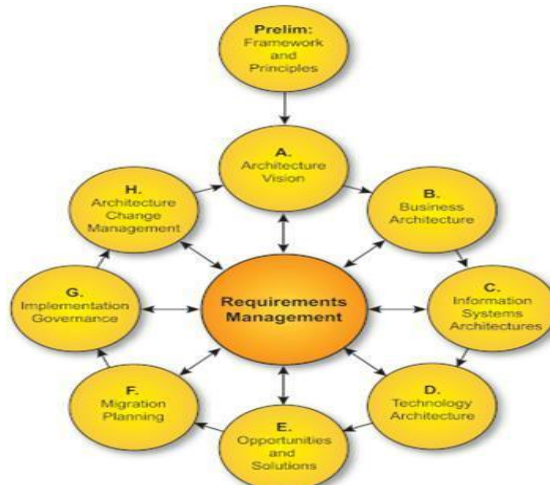 Prelim:
Framework
and
Principles
A.
Architecture
Vision
B.
Business
Architecture
C.
Information
Systems
Architectures
D.
Technology
Architecture
E.
Opportunities
and
Solutions
F.
Migration
Planning
G.
Implementation
Governance
H.
Architecture
Change
Management
Requirements
Management